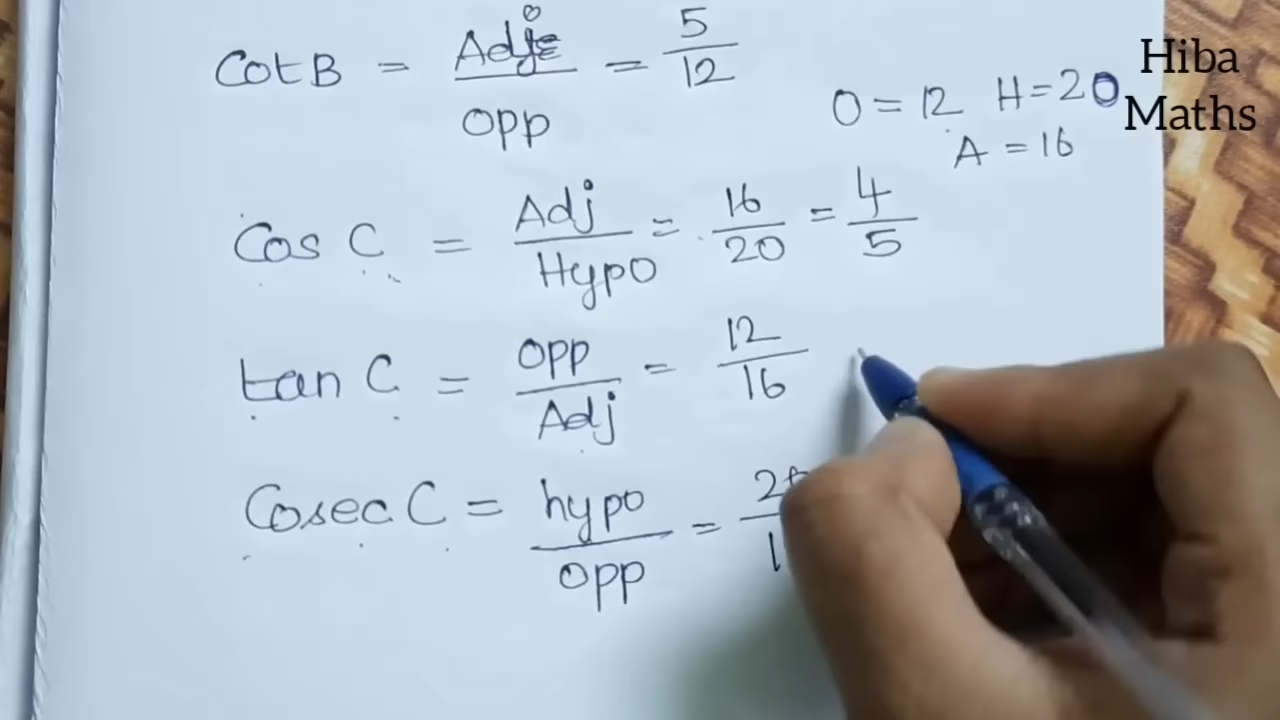 Cot B = Adj / Opp = 5/12
Hiba
Maths
O = 12 H = 20
A = 16
Cos C = Adj / Hypo = 16/20 = 4/5
tan C = Opp / Adj = 12/16
Cosec C = hypo / opp =